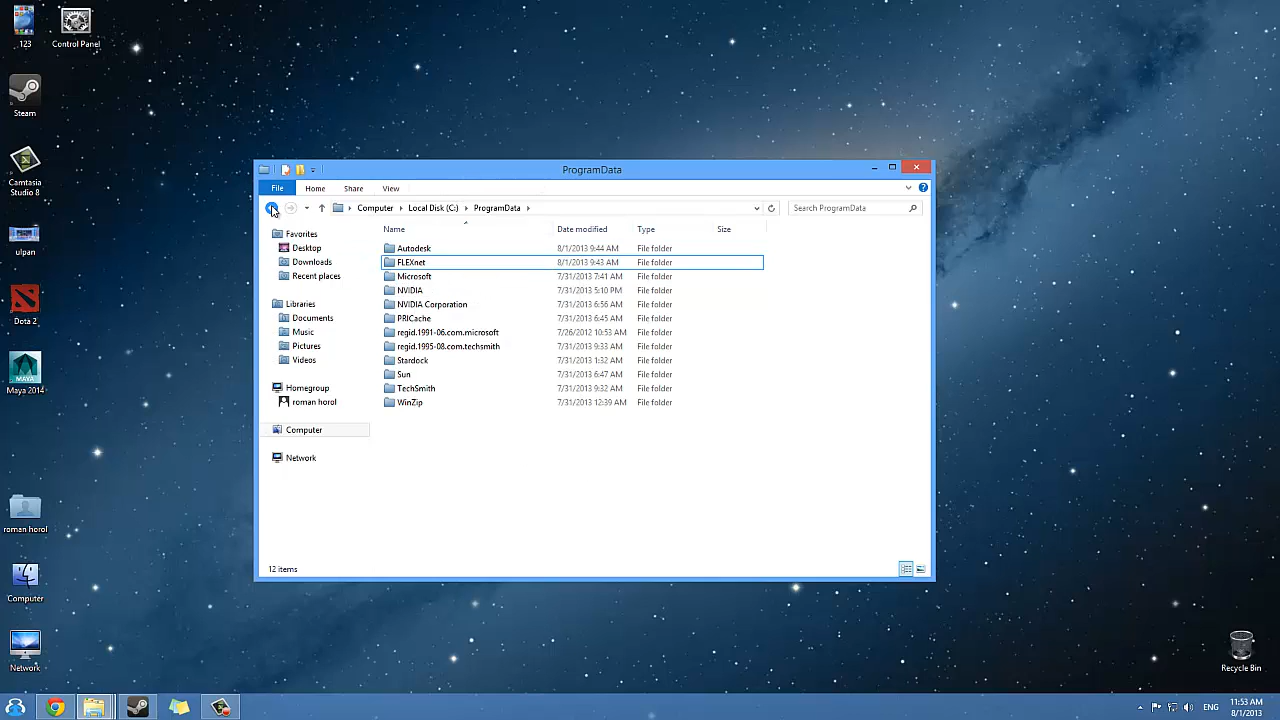 123
Control Panel
Steam
Camtasia
Studio 8
ulpan
Dota 2
MAYA
Maya 2014
roman horol
Computer
Network
Recycle Bin
ProgramData
File Home Share View
Computer Local Disk (C:) ProgramData
Search ProgramData
Favorites
Desktop
Downloads
Recent places
Libraries
Documents
Music
Pictures
Videos
Homegroup
roman horol
Computer
Network
Name Date modified Type Size
Autodesk 8/1/2013 9:44 AM File folder
FLEXnet 8/1/2013 9:43 AM File folder
Microsoft 7/31/2013 7:41 AM File folder
NVIDIA 7/31/2013 5:10 PM File folder
NVIDIA Corporation 7/31/2013 6:56 AM File folder
PRICache 7/31/2013 6:45 AM File folder
regid.1991-06.com.microsoft 7/26/2012 10:53 AM File folder
regid.1995-08.com.techsmith 7/31/2013 9:33 AM File folder
Stardock 7/31/2013 1:32 AM File folder
Sun 7/31/2013 6:47 AM File folder
TechSmith 7/31/2013 9:32 AM File folder
WinZip 7/31/2013 12:39 AM File folder
12 items
ENG
11:53 AM
8/1/2013